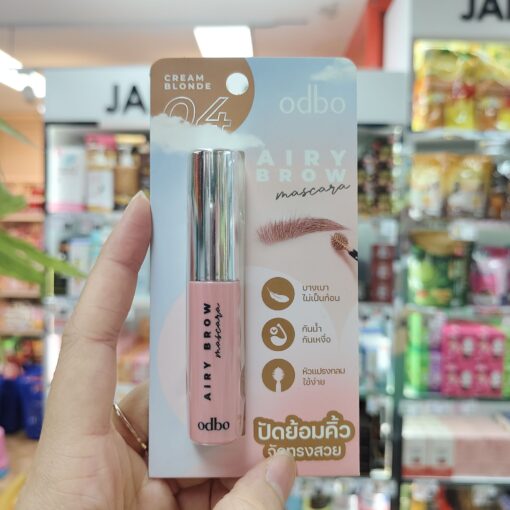 CREAM
BLONDE
04
odbo
AIRY
BROW
mascara
บางเบา
ไม่เป็นก้อน
กันน้ำ
กันเหงื่อ
หัวแปรงกลม
ใช้ง่าย
AIRY BROW
mascara
odbo
ปัดย้อมคิ้ว
จัดทรงสวย
JA
JA